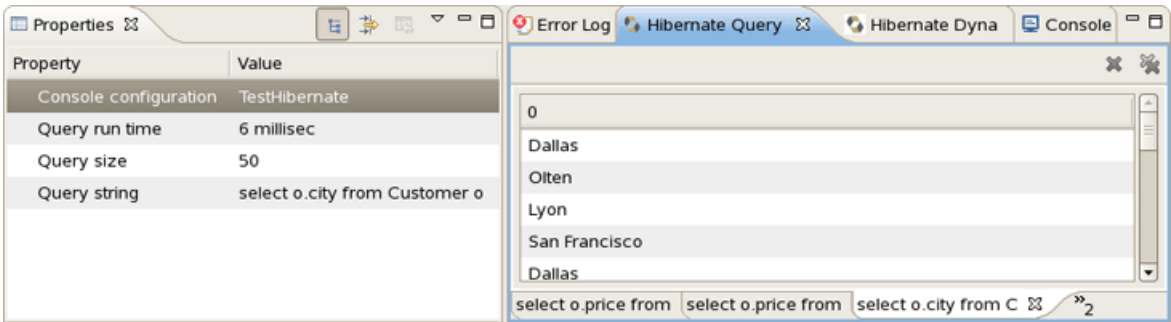 Properties
Property Value
Console configuration TestHibernate
Query run time 6 millisec
Query size 50
Query string select o.city from Customer o
Error Log Hibernate Query Hibernate Dyna Console
0
Dallas
Olten
Lyon
San Francisco
Dallas
select o.price from select o.price from select o.city from C »2